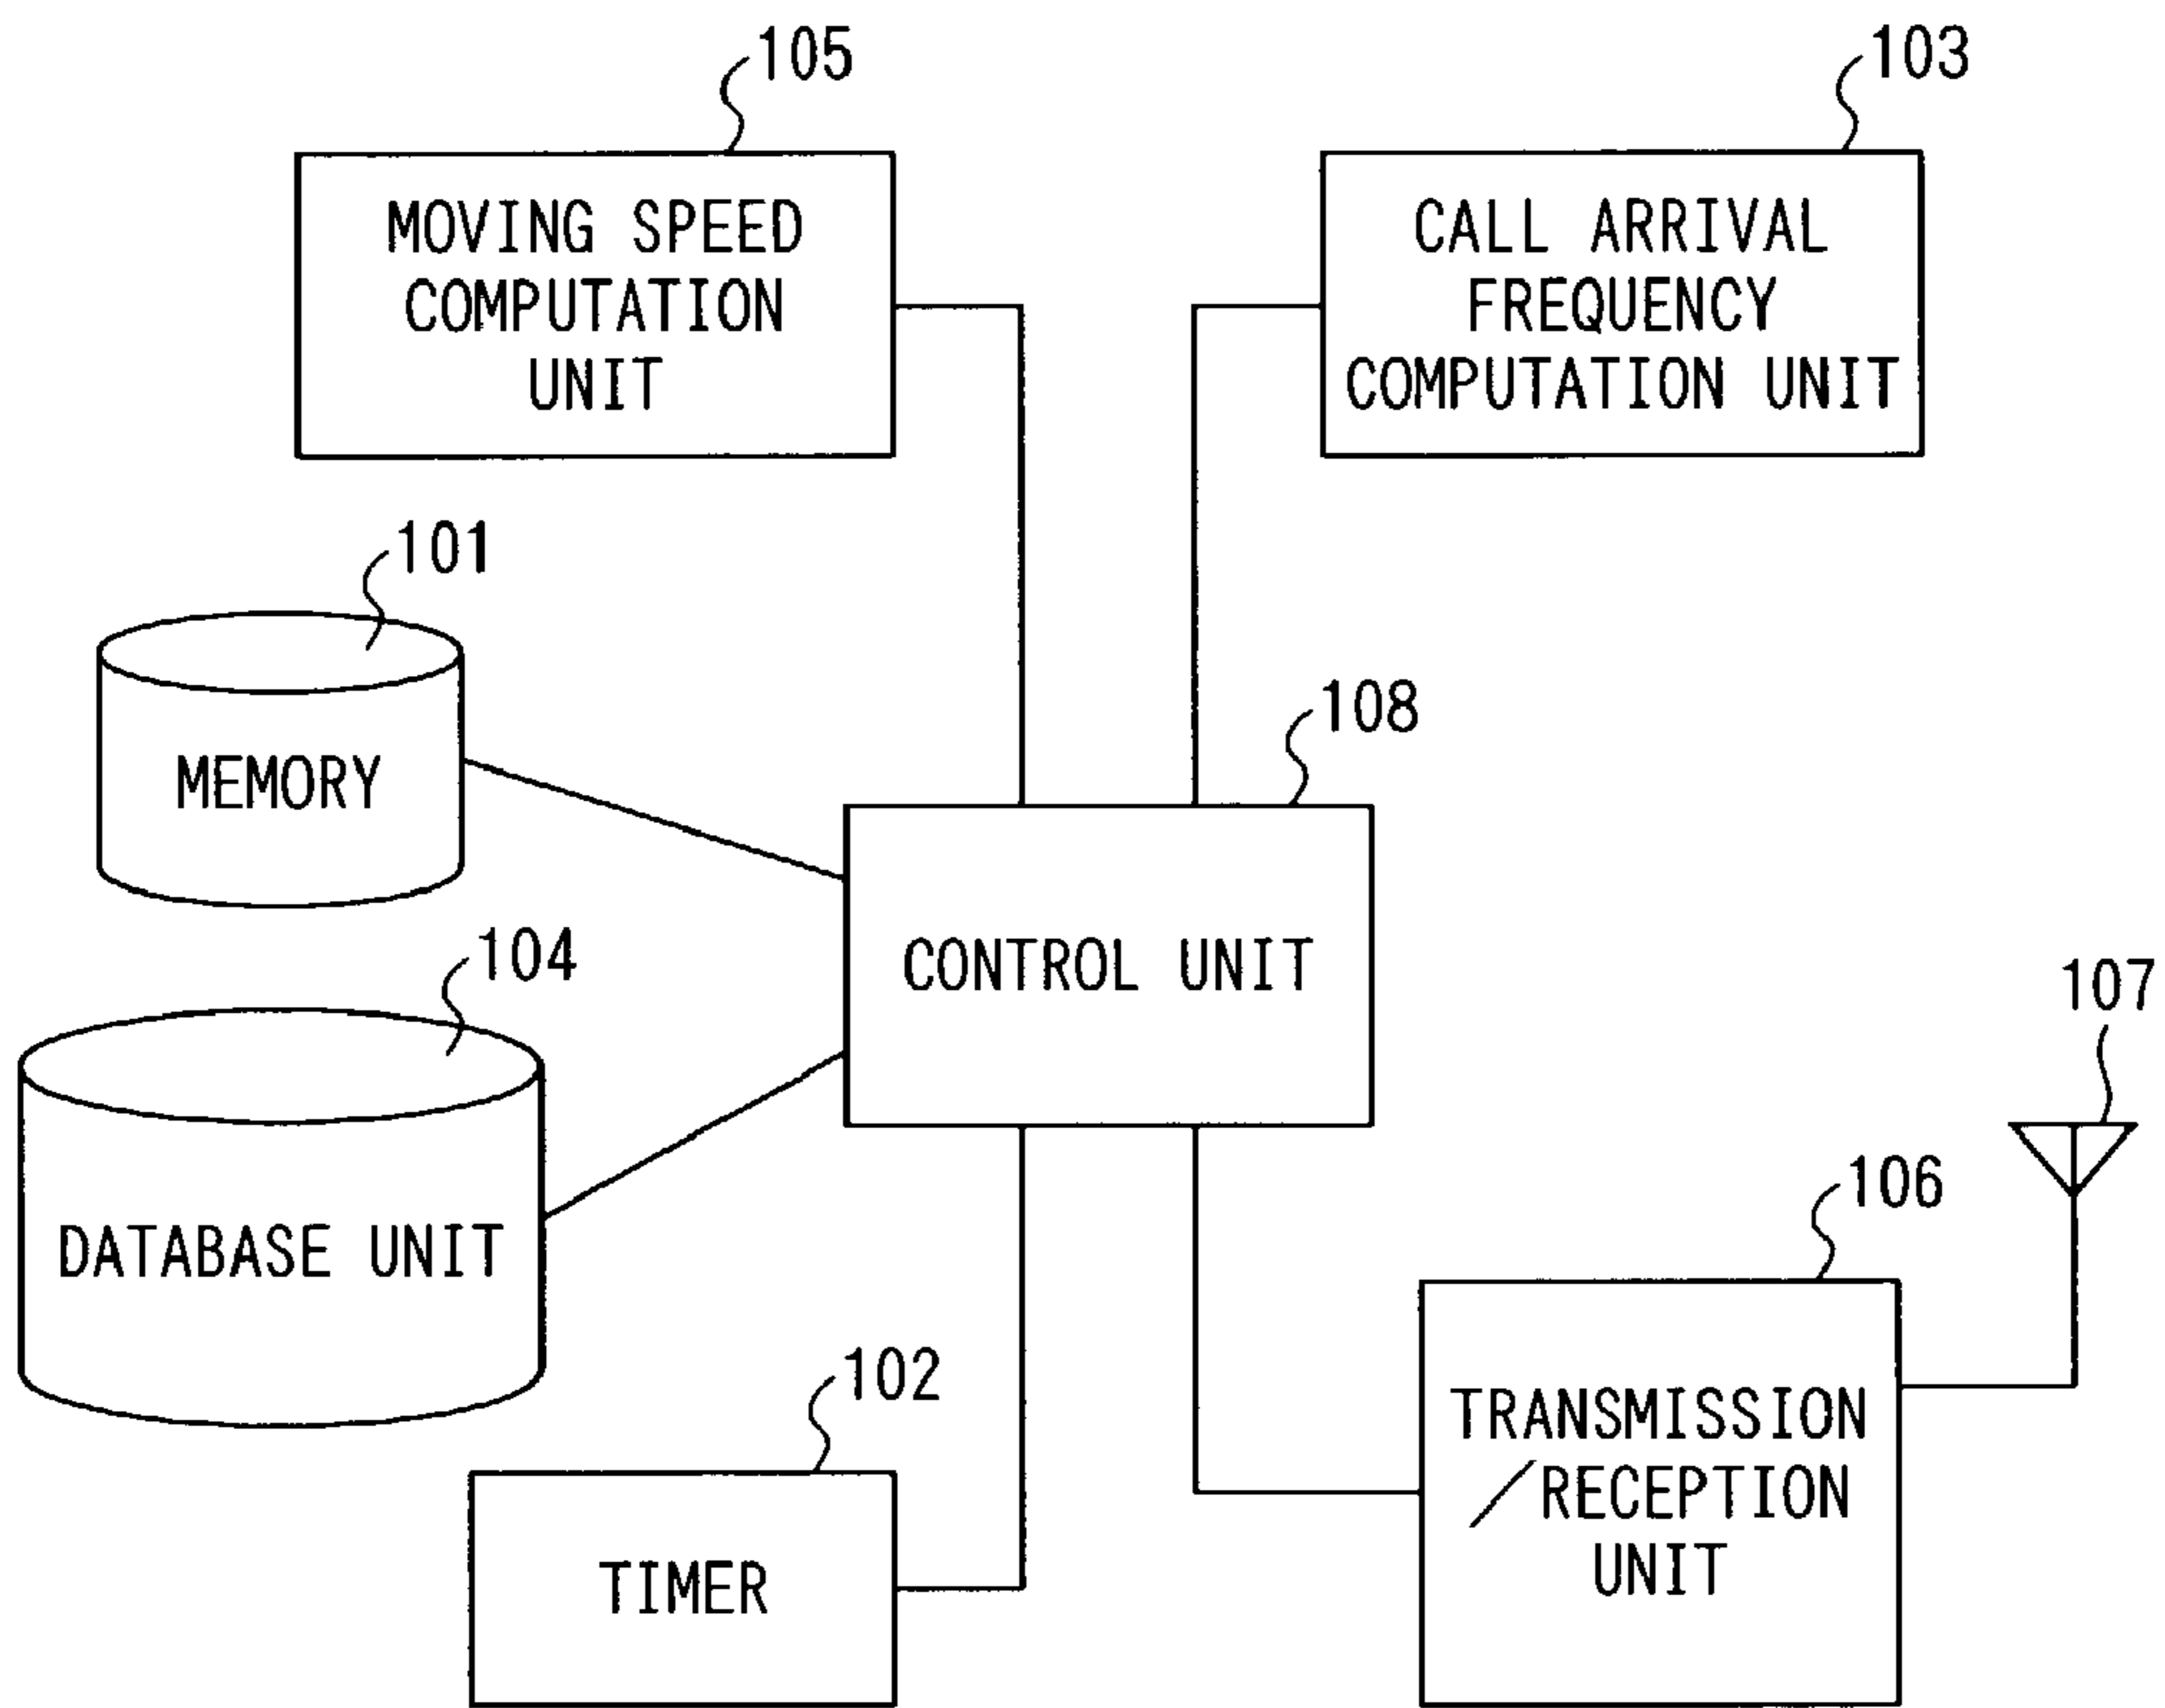 105
MOVING SPEED
COMPUTATION
UNIT
103
CALL ARRIVAL
FREQUENCY
COMPUTATION UNIT
101
MEMORY
108
CONTROL UNIT
104
DATABASE UNIT
107
106
TRANSMISSION
/RECEPTION
UNIT
102
TIMER